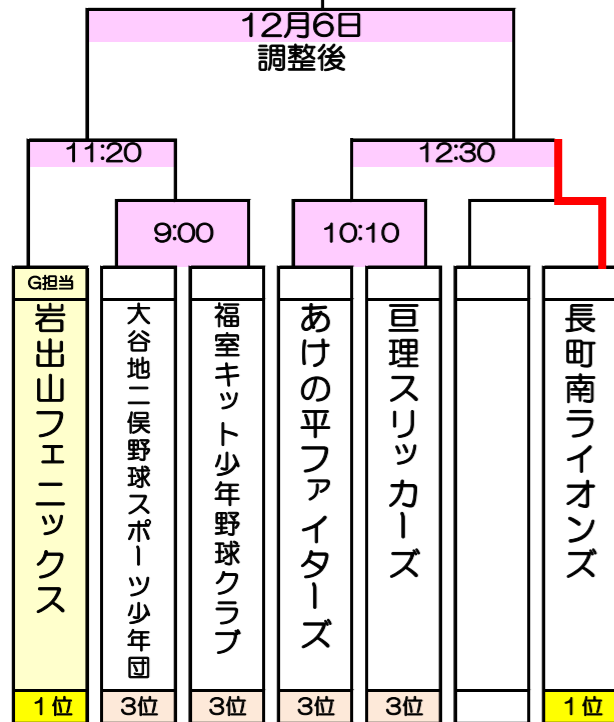 12月6日
調整後
11:20
12:30
9:00
10:10
G担当
岩出山フェニックス
大谷地二俣野球スポーツ少年団
福室キット少年野球クラブ
あけの平ファイターズ
亘理スリッカーズ
長町南ライオンズ
1位
3位
3位
3位
3位
1位